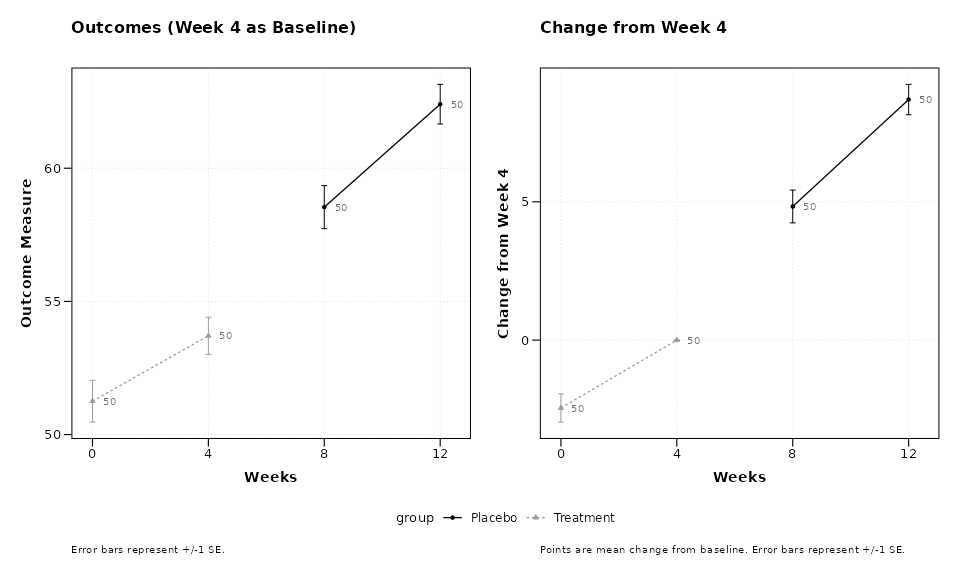 Outcomes (Week 4 as Baseline)
Outcome Measure
60
55
50
50
50
50
50
0
4
8
12
Weeks
Change from Week 4
Change from Week 4
5
0
50
50
50
50
0
4
8
12
Weeks
group Placebo Treatment
Error bars represent +/-1 SE.
Points are mean change from baseline. Error bars represent +/-1 SE.